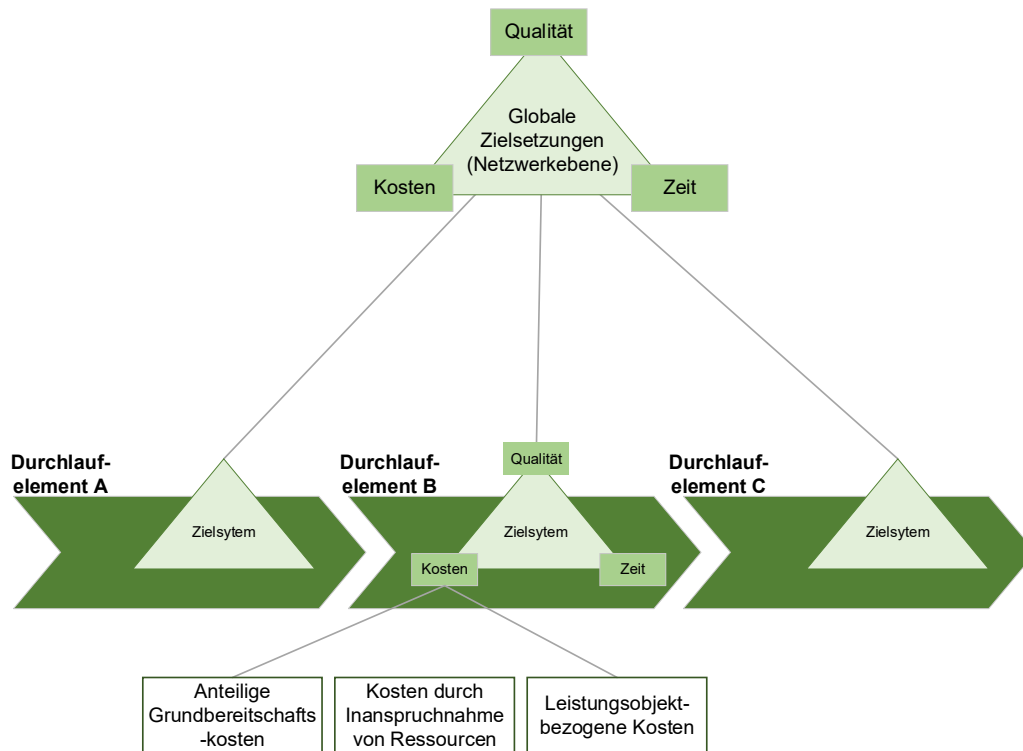 Qualität
Globale
Zielsetzungen
(Netzwerkebene)
Kosten
Zeit
Durchlauf-
element A
Zielsytem
Durchlauf-
element B
Qualität
Zielsytem
Kosten
Zeit
Durchlauf-
element C
Zielsytem
Anteilige
Grundbereitschafts
-kosten
Kosten durch
Inanspruchnahme
von Ressourcen
Leistungsobjekt-
bezogene Kosten